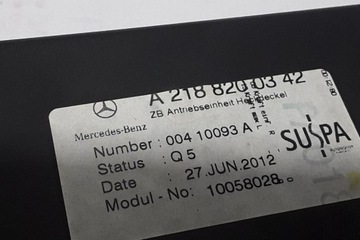 A 218 820 03 42
ZB Antriebseinheit Heckdeckel
Mercedes-Benz
Number : 004 10093 A
Status : Q 5
Date : 27.JUN.2012
Modul - No: 10058028
SUSPA